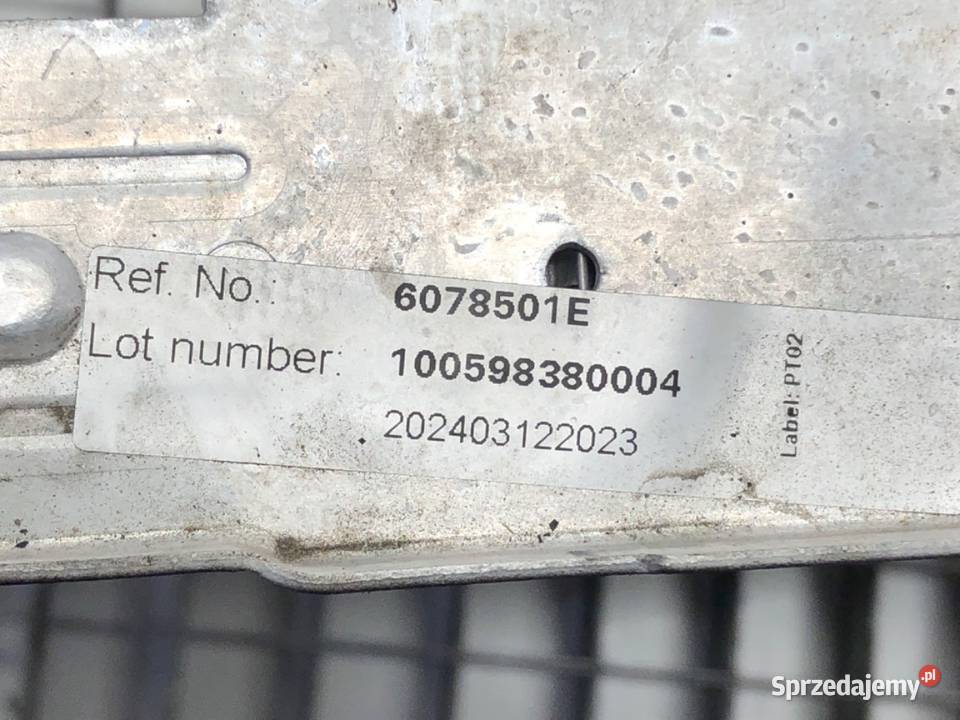 Ref. No.: 6078501E
Lot number: 100598380004
202403122023
Label: PT02
Sprzedajemy.pl